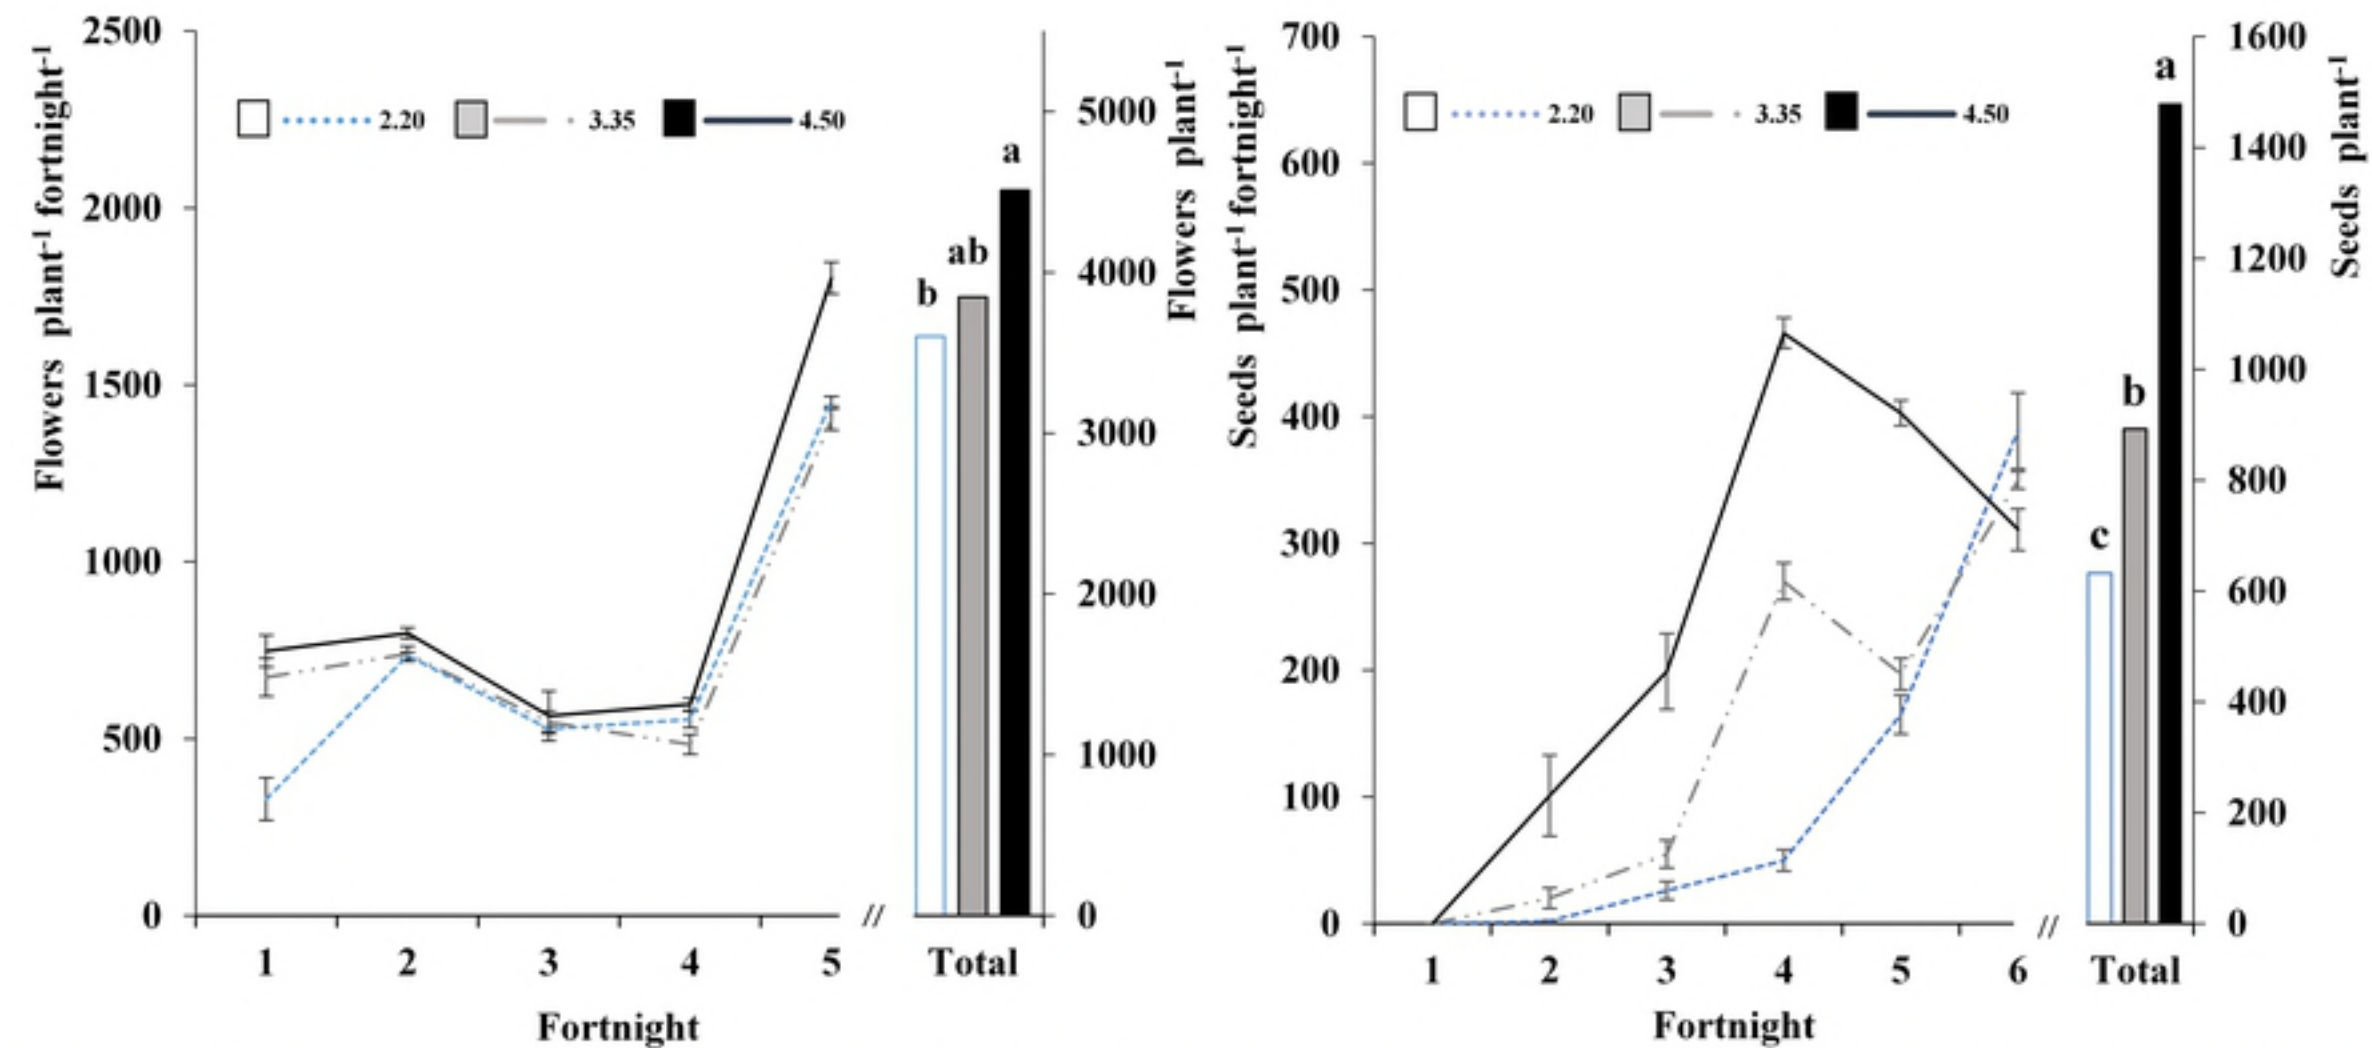 Flowers plant-1 fortnight-1
2500
2000
1500
1000
500
0
2.20 3.35 4.50
b ab a
1 2 3 4 5 // Total
Fortnight
5000
4000
3000
2000
1000
0
Flowers plant-1
Seeds plant-1 fortnight-1
700
600
500
400
300
200
100
0
2.20 3.35 4.50
c b a
1 2 3 4 5 6 // Total
Fortnight
1600
1400
1200
1000
800
600
400
200
0
Seeds plant-1